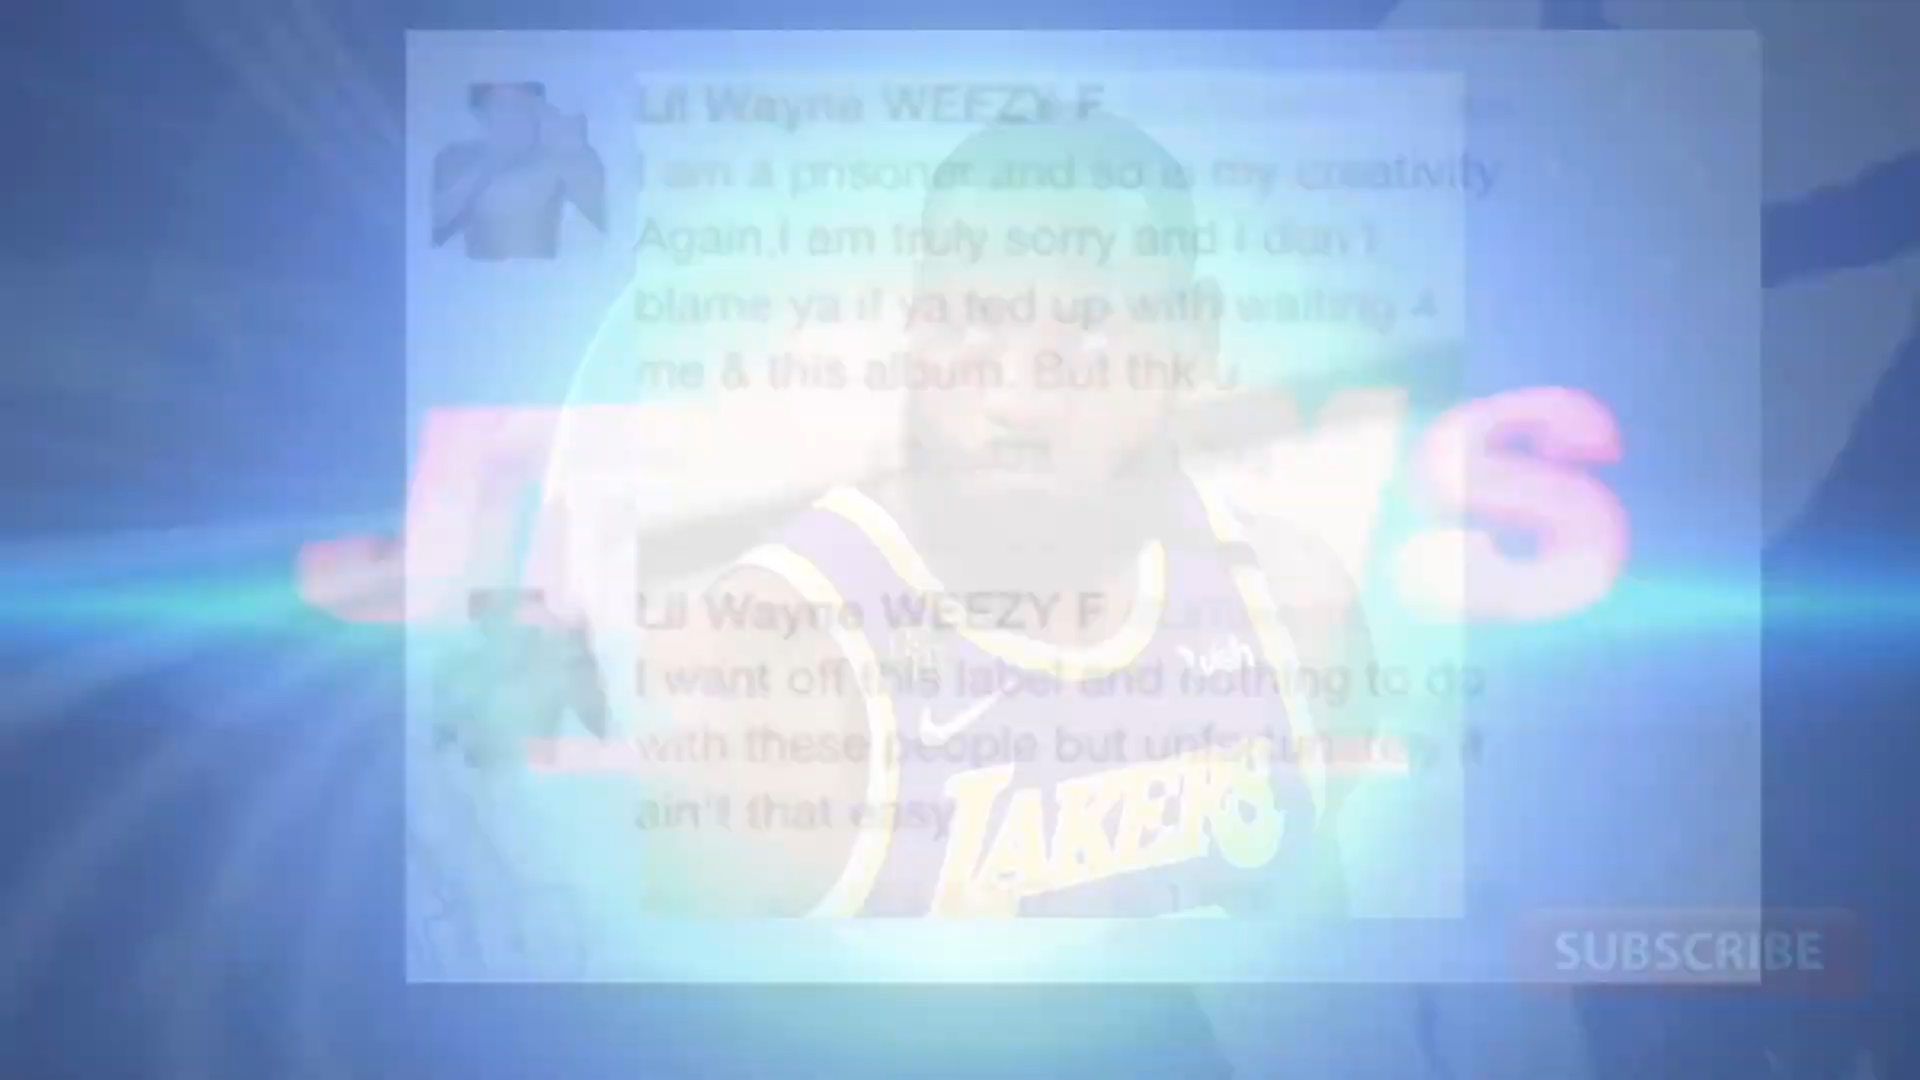 Lil Wayne WEEZY F
I am a prisoner and so is my creativity
Again,I am truly sorry and I don't
blame ya if ya fed up with waiting 4
me & this album. But thk u
S
Lil Wayne WEEZY F
I want off this label and nothing to do
with these people but unfortunately it
ain't that easy
LAKERS
SUBSCRIBE